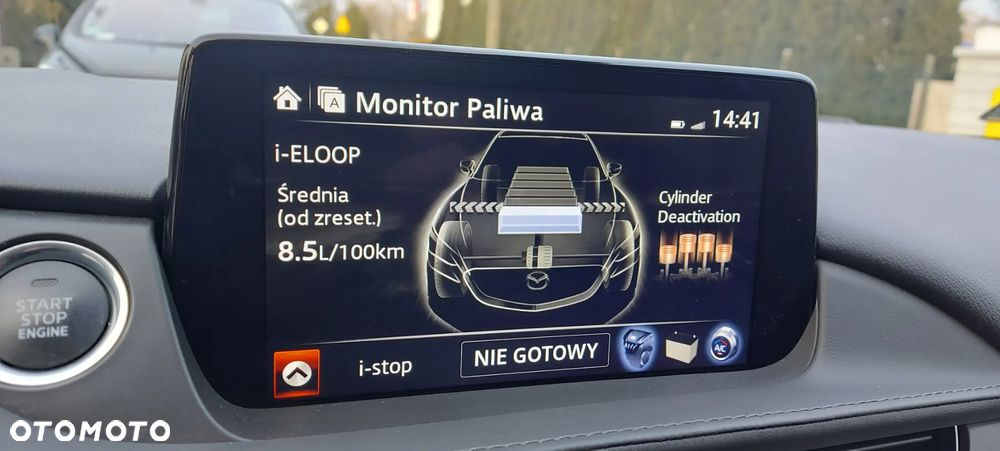 A
Monitor Paliwa
14:41
i-ELOOP
Średnia
(od zreset.)
8.5L/100km
Cylinder
Deactivation
START
STOP
ENGINE
i-stop
NIE GOTOWY
A/C
OTOMOTO